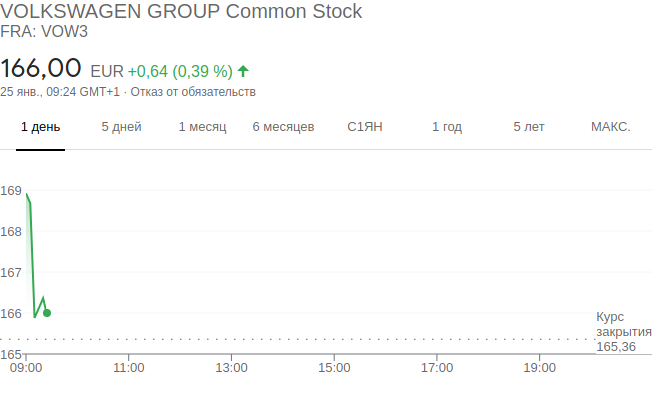 VOLKSWAGEN GROUP Common Stock
FRA: VOW3
166,00 EUR +0,64 (0,39 %)
25 янв., 09:24 GMT+1 · Отказ от обязательств
1 день 5 дней 1 месяц 6 месяцев С1ЯН 1 год 5 лет МАКС.
169
168
167
166
Курс
закрытия
165,36
165
09:00 11:00 13:00 15:00 17:00 19:00